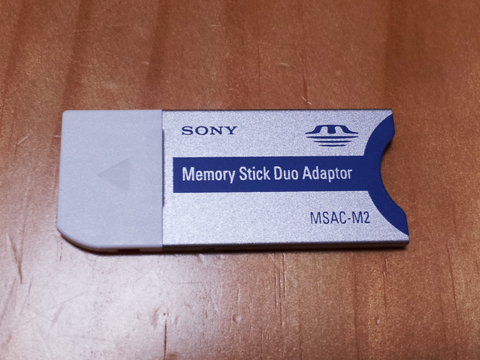 SONY
Memory Stick Duo Adaptor
MSAC-M2